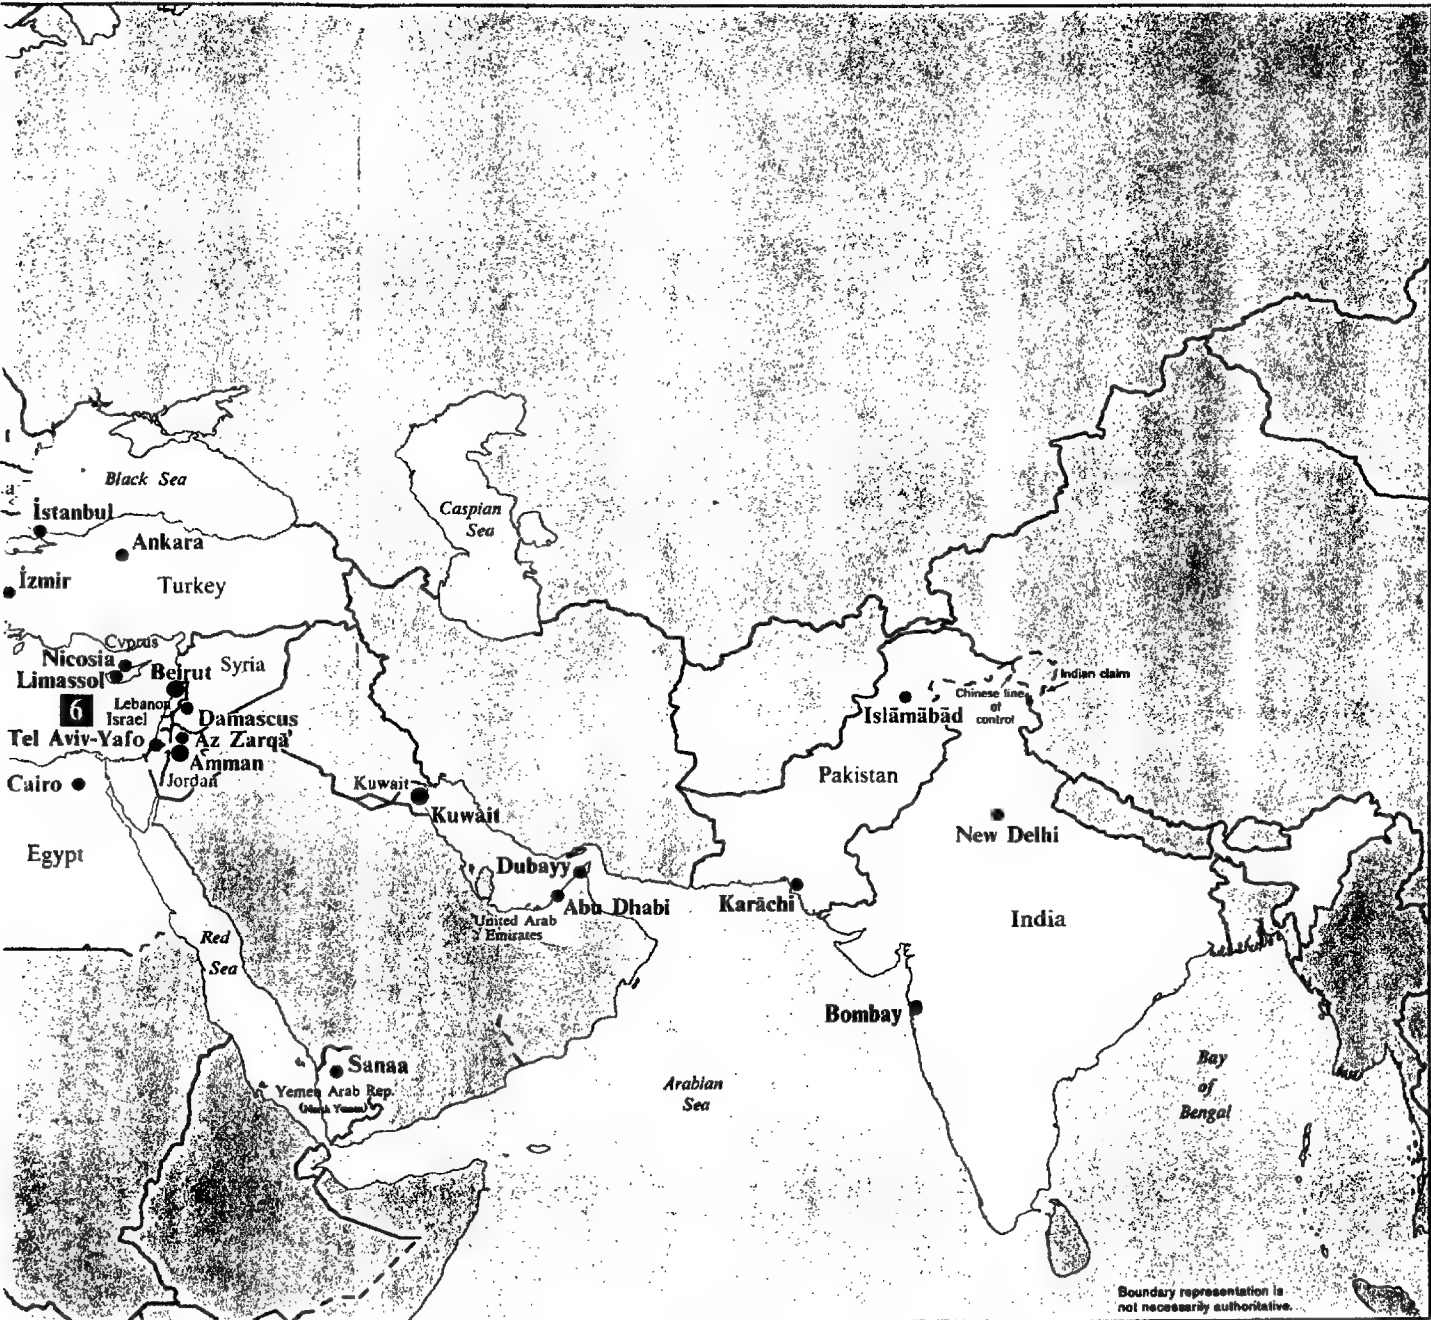 Black Sea
İstanbul
Ankara
İzmir
Turkey
Caspian
Sea
Cyprus
Nicosia
Limassol
Beirut
Syria
6
Lebanon
Israel
Damascus
Tel Aviv-Yafo
Az Zarqā'
Amman
Jordan
Cairo
Egypt
Kuwait
Kuwait
Dubayy
Abu Dhabi
United Arab
Emirates
Red
Sea
Sanaa
Yemen Arab Rep.
(North Yemen)
Arabian
Sea
Indian claim
Chinese line
of
control
Islāmābād
Pakistan
New Delhi
Karāchi
India
Bombay
Bay
of
Bengal
Boundary representation is
not necessarily authoritative.